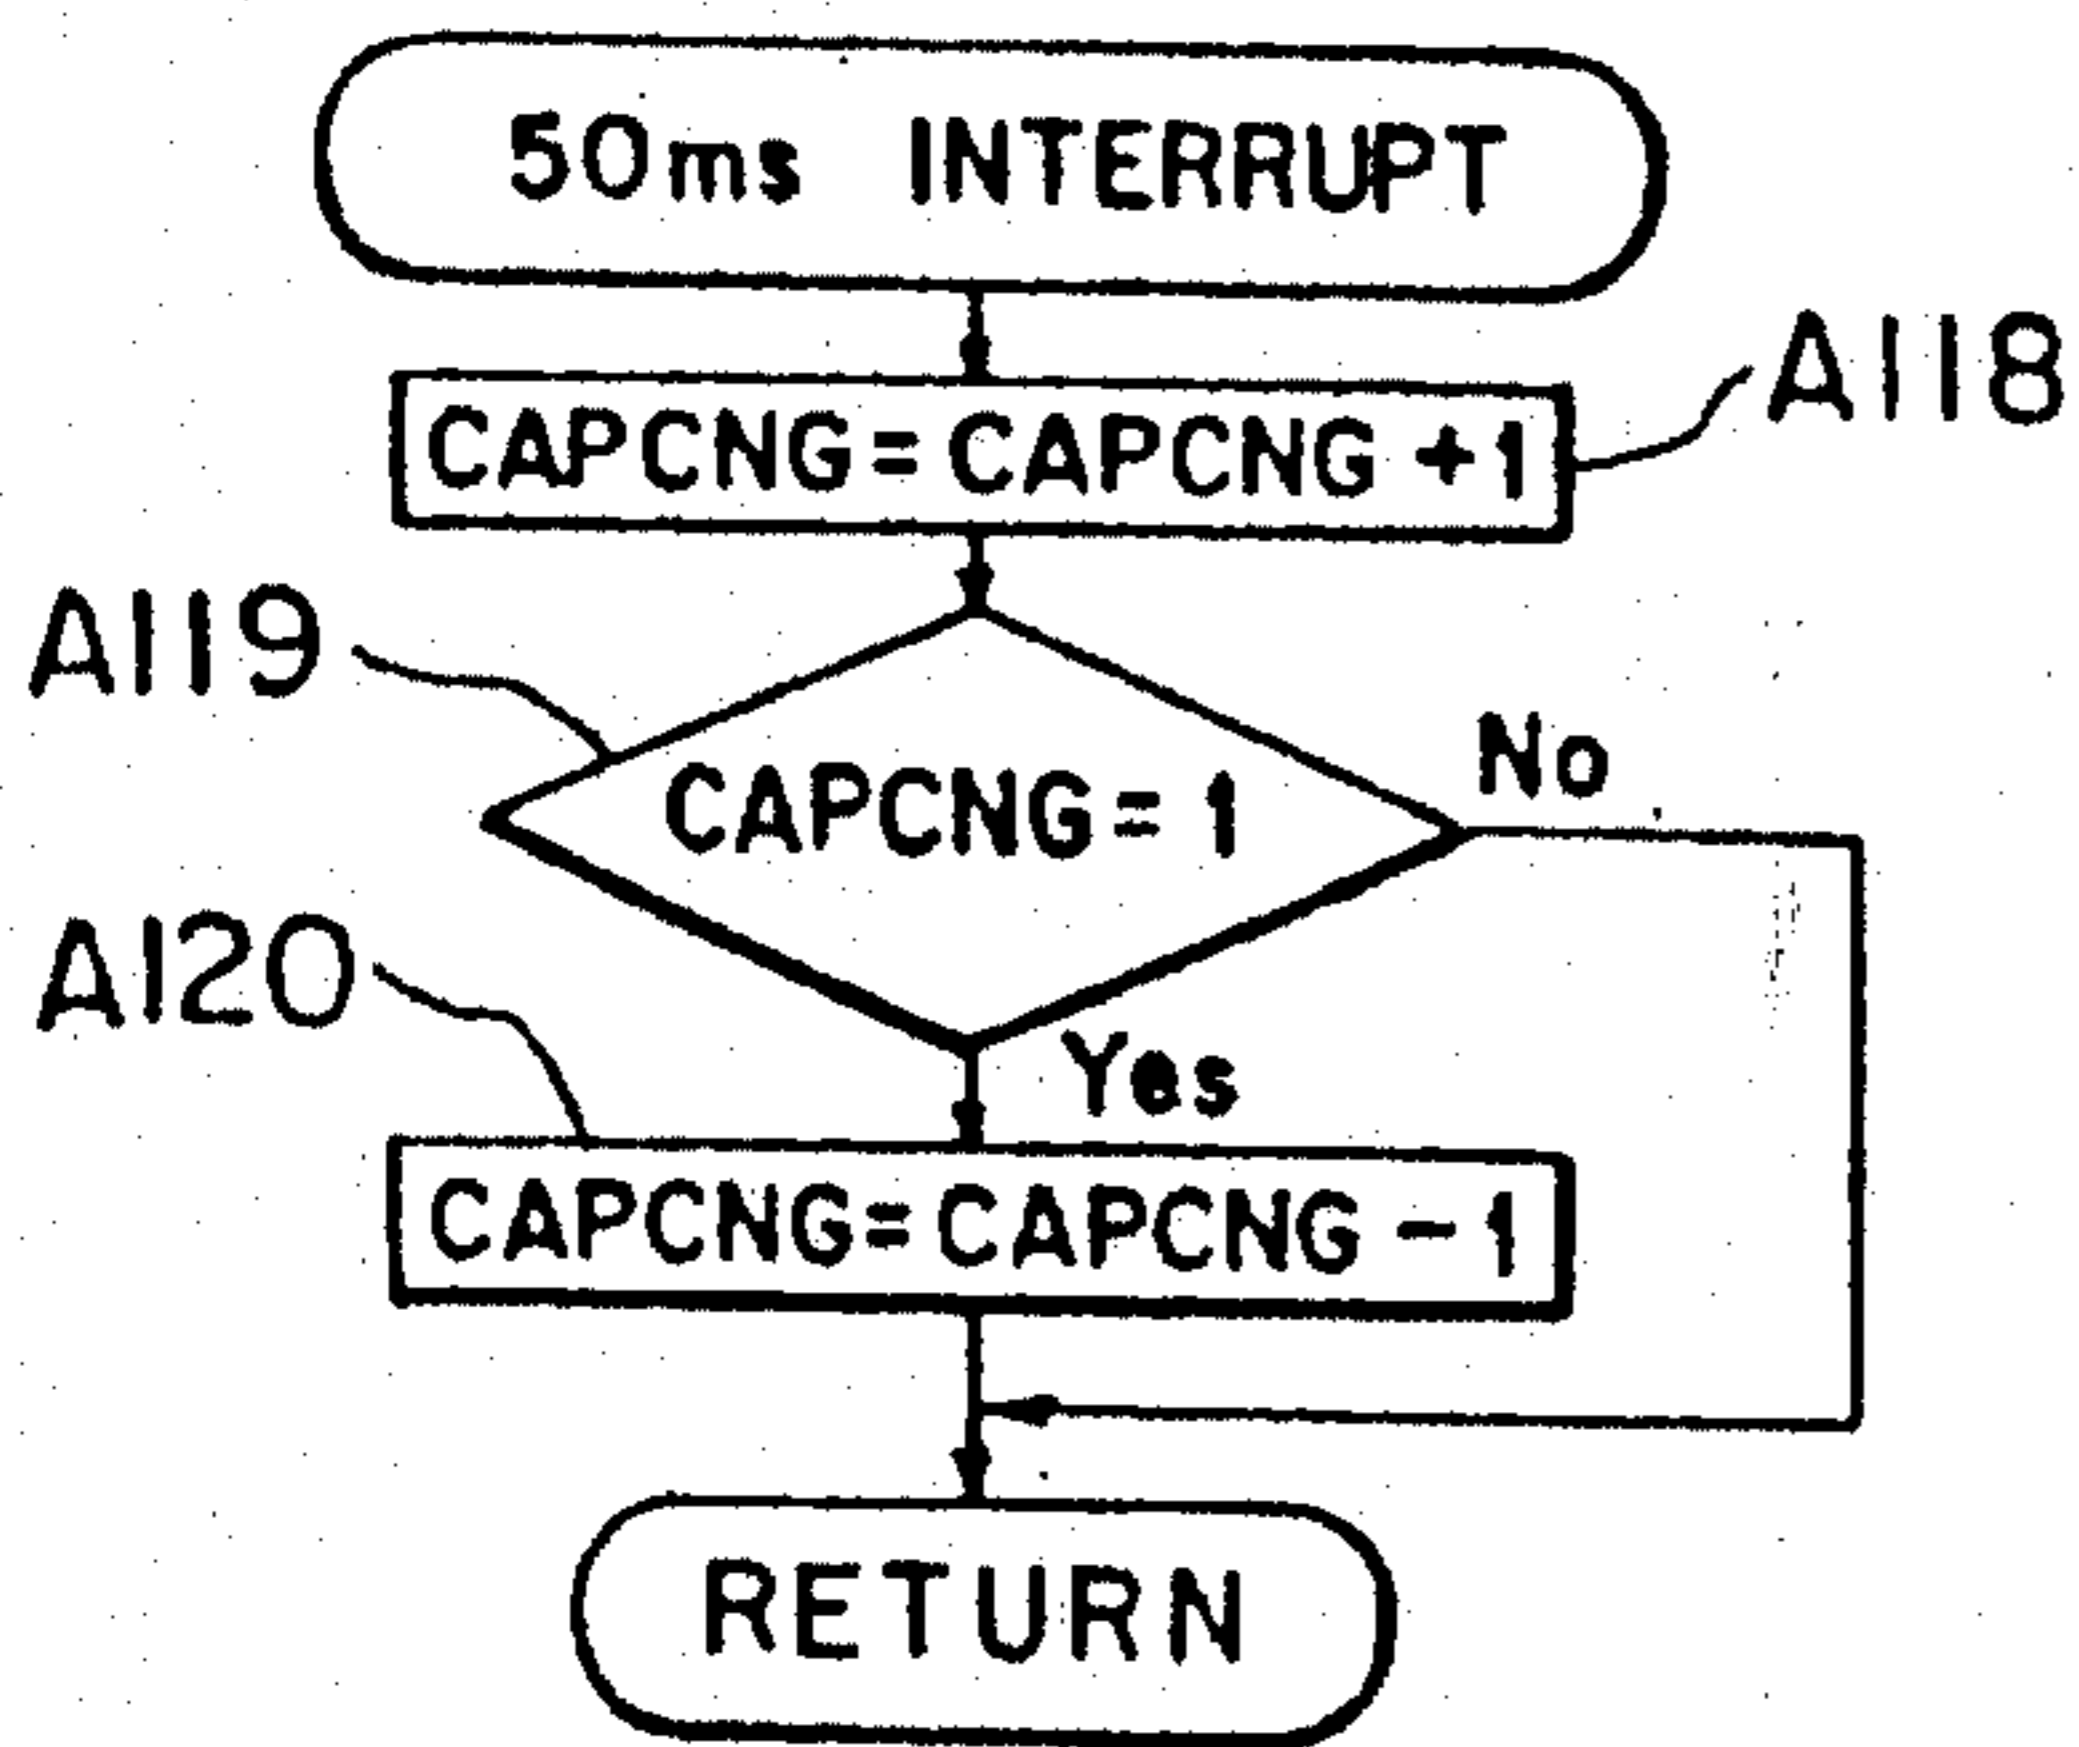 50ms INTERRUPT
CAPCNG=CAPCNG +1
A118
A119
CAPCNG=1
No
A120
Yes
CAPCNG=CAPCNG -1
RETURN